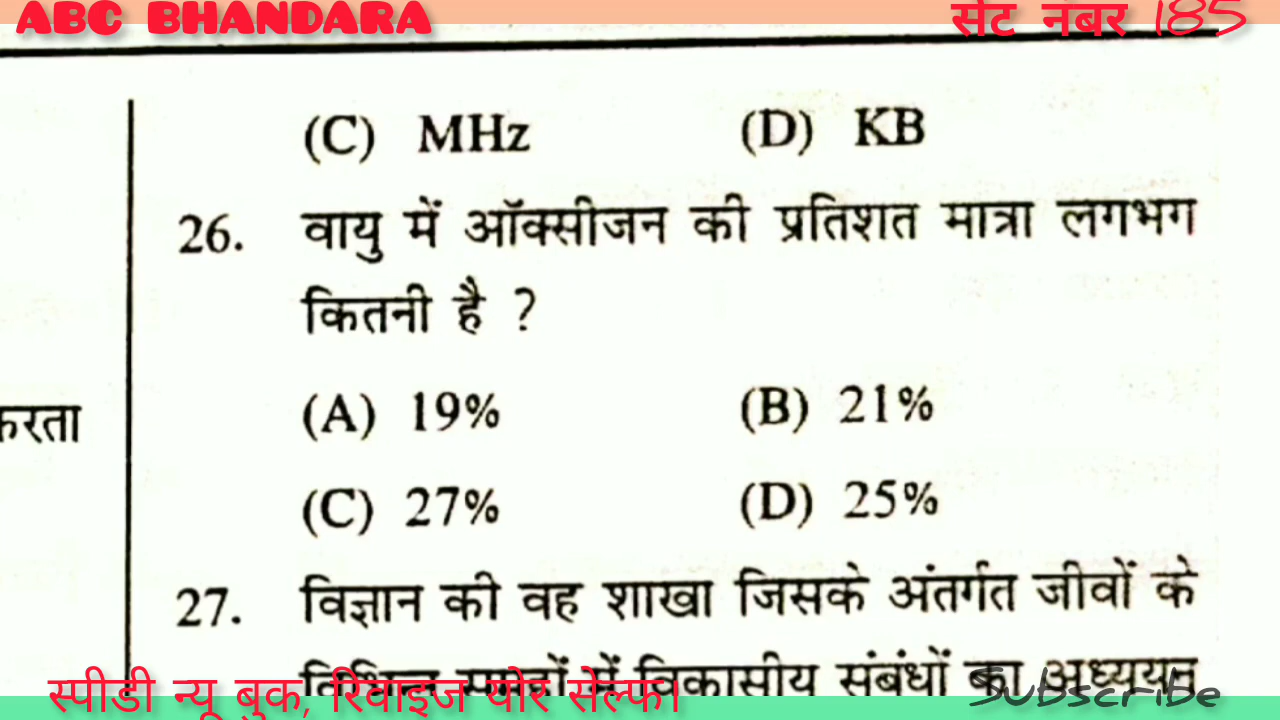 ABC BHANDARA
सेट नंबर 185
(C) MHz (D) KB
26. वायु में ऑक्सीजन की प्रतिशत मात्रा लगभग
कितनी है ?
(A) 19% (B) 21%
करता
(C) 27% (D) 25%
27. विज्ञान की वह शाखा जिसके अंतर्गत जीवों के
में विकासीय संबंधों का अध्ययन
स्पीडी न्यू बुक, रिवाइज योर सेल्फ।
Subscribe